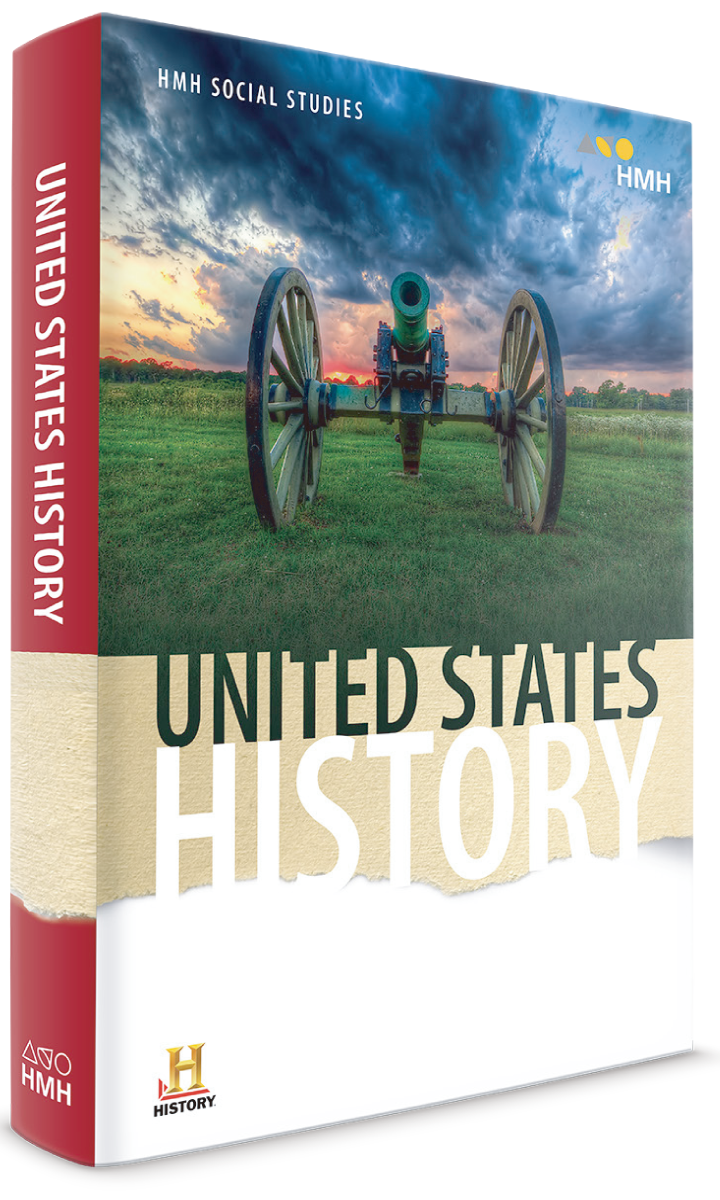 UNITED STATES HISTORY
HMH
HMH SOCIAL STUDIES
HMH
UNITED STATES
HISTORY
H
HISTORY